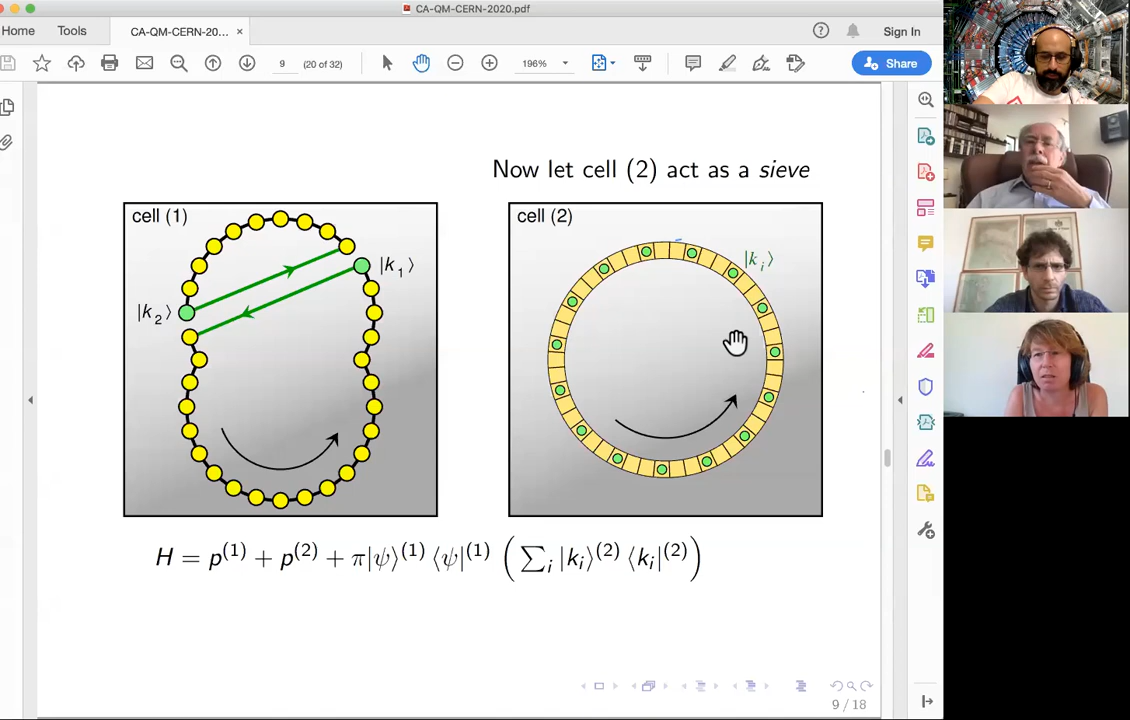 CA-QM-CERN-2020.pdf
Home Tools CA-QM-CERN-20... × Sign In
9 (20 of 32) 196% Share
Now let cell (2) act as a sieve
cell (1)
|k₁⟩
|k₂⟩
cell (2)
|kᵢ⟩
H = p⁽¹⁾ + p⁽²⁾ + π|ψ⟩⁽¹⁾ ⟨ψ|⁽¹⁾ (∑ᵢ |kᵢ⟩⁽²⁾ ⟨kᵢ|⁽²⁾)
9 / 18